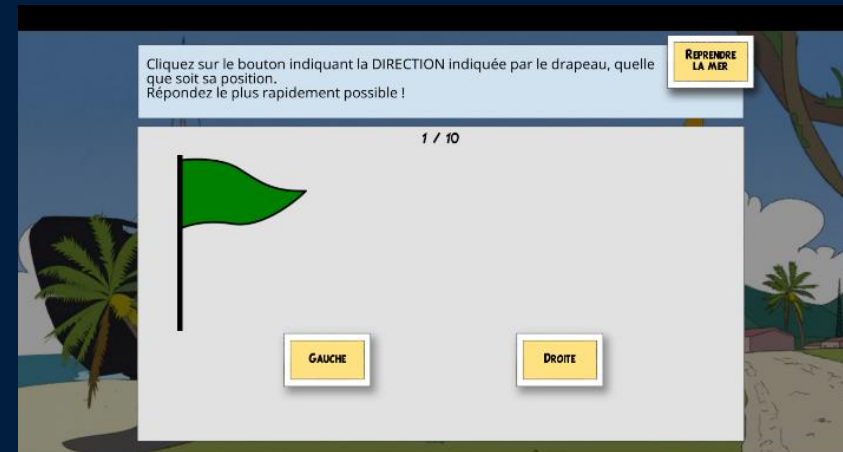 Cliquez sur le bouton indiquant la DIRECTION indiquée par le drapeau, quelle
que soit sa position.
Répondez le plus rapidement possible !
REPRENDRE
LA MER
1 / 10
GAUCHE
DROITE